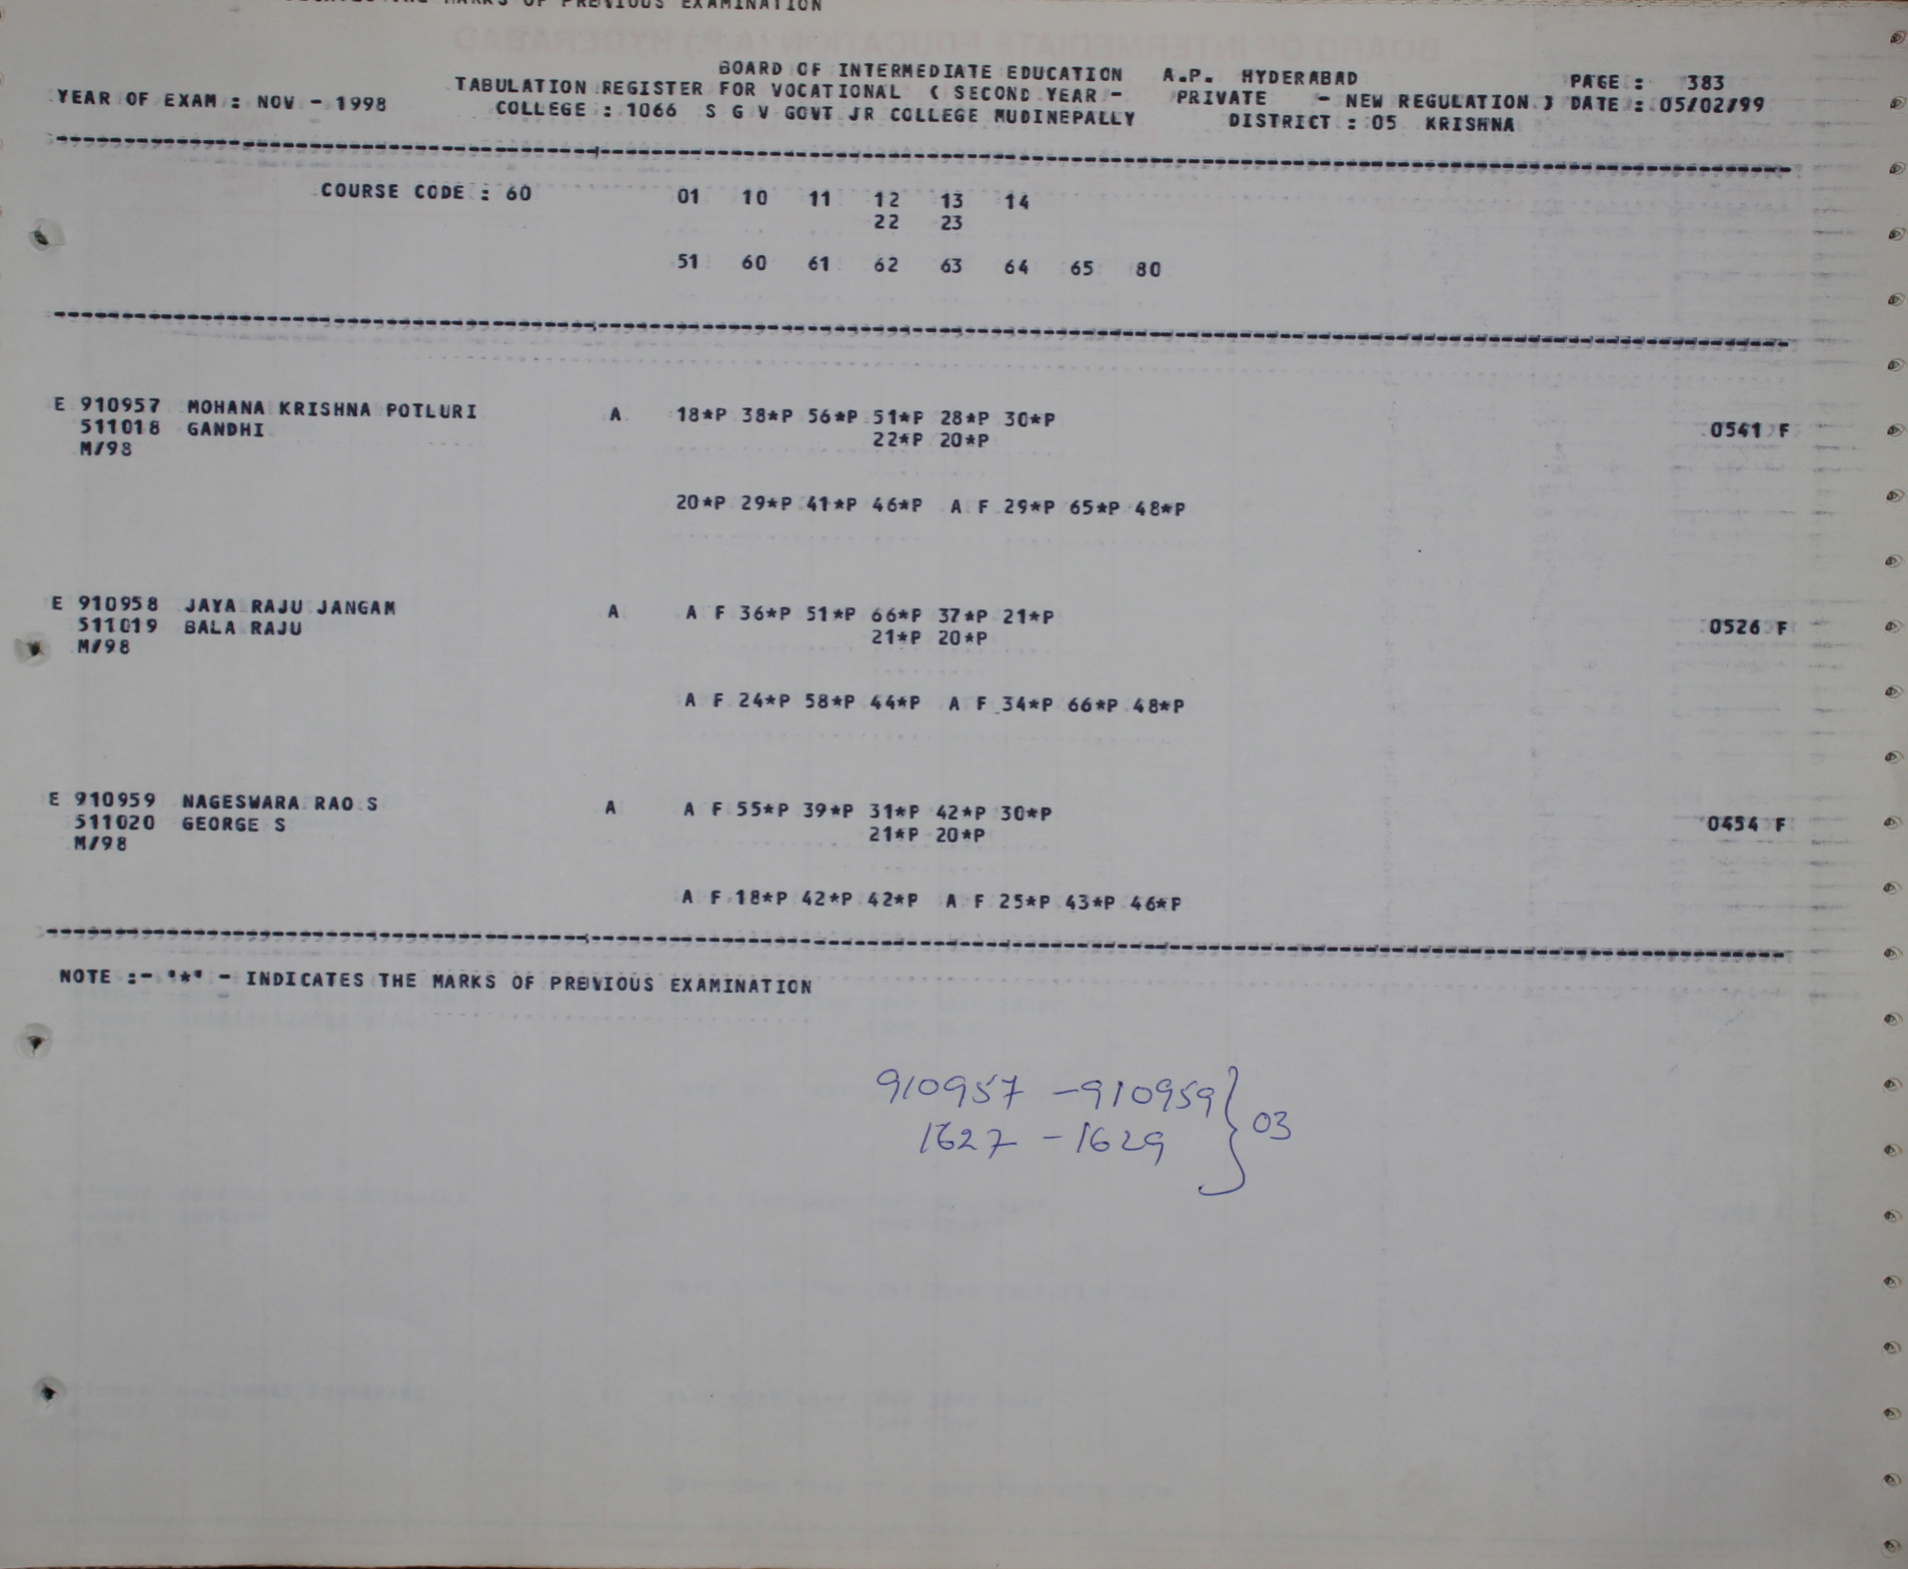 MARKS OF PREVIOUS EXAMINATION
BOARD OF INTERMEDIATE EDUCATION A.P. HYDERABAD PAGE : 383
YEAR OF EXAM : NOV - 1998 TABULATION REGISTER FOR VOCATIONAL ( SECOND YEAR - PRIVATE - NEW REGULATION ) DATE : 05/02/99
COLLEGE : 1066 S G V GOVT JR COLLEGE MUDINEPALLY DISTRICT : 05 KRISHNA
COURSE CODE : 60 01 10 11 12 13 14
22 23
51 60 61 62 63 64 65 80
E 910957 MOHANA KRISHNA POTLURI A 18*P 38*P 56*P 51*P 28*P 30*P
511018 GANDHI 22*P 20*P 0541 F
M/98
20*P 29*P 41*P 46*P A F 29*P 65*P 48*P
E 910958 JAYA RAJU JANGAM A A F 36*P 51*P 66*P 37*P 21*P
511019 BALA RAJU 21*P 20*P 0526 F
M/98
A F 24*P 58*P 44*P A F 34*P 66*P 48*P
E 910959 NAGESWARA RAO S A A F 55*P 39*P 31*P 42*P 30*P
511020 GEORGE S 21*P 20*P 0454 F
M/98
A F 18*P 42*P 42*P A F 25*P 43*P 46*P
NOTE :- '*' - INDICATES THE MARKS OF PREVIOUS EXAMINATION
910957 - 910959 } 03
1627 - 1629